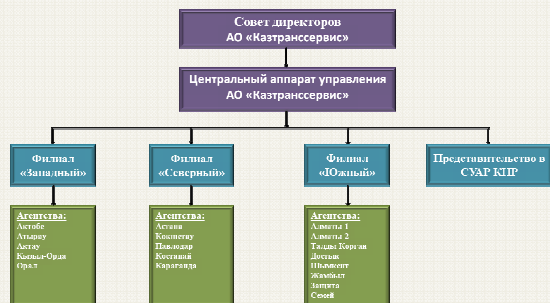 Совет директоров
АО «Казтранссервис»
Центральный аппарат управления
АО «Казтранссервис»
Филиал
«Западный»
Филиал
«Северный»
Филиал
«Южный»
Представительство в
СУАР КНР
Агентства:
Актобе
Атырау
Актау
Кызыл-Орда
Орал
Агентства:
Астана
Кокшетау
Павлодар
Костанай
Караганда
Агентства:
Алматы 1
Алматы 2
Талды Корган
Достык
Шымкент
Жамбыл
Защита
Семей